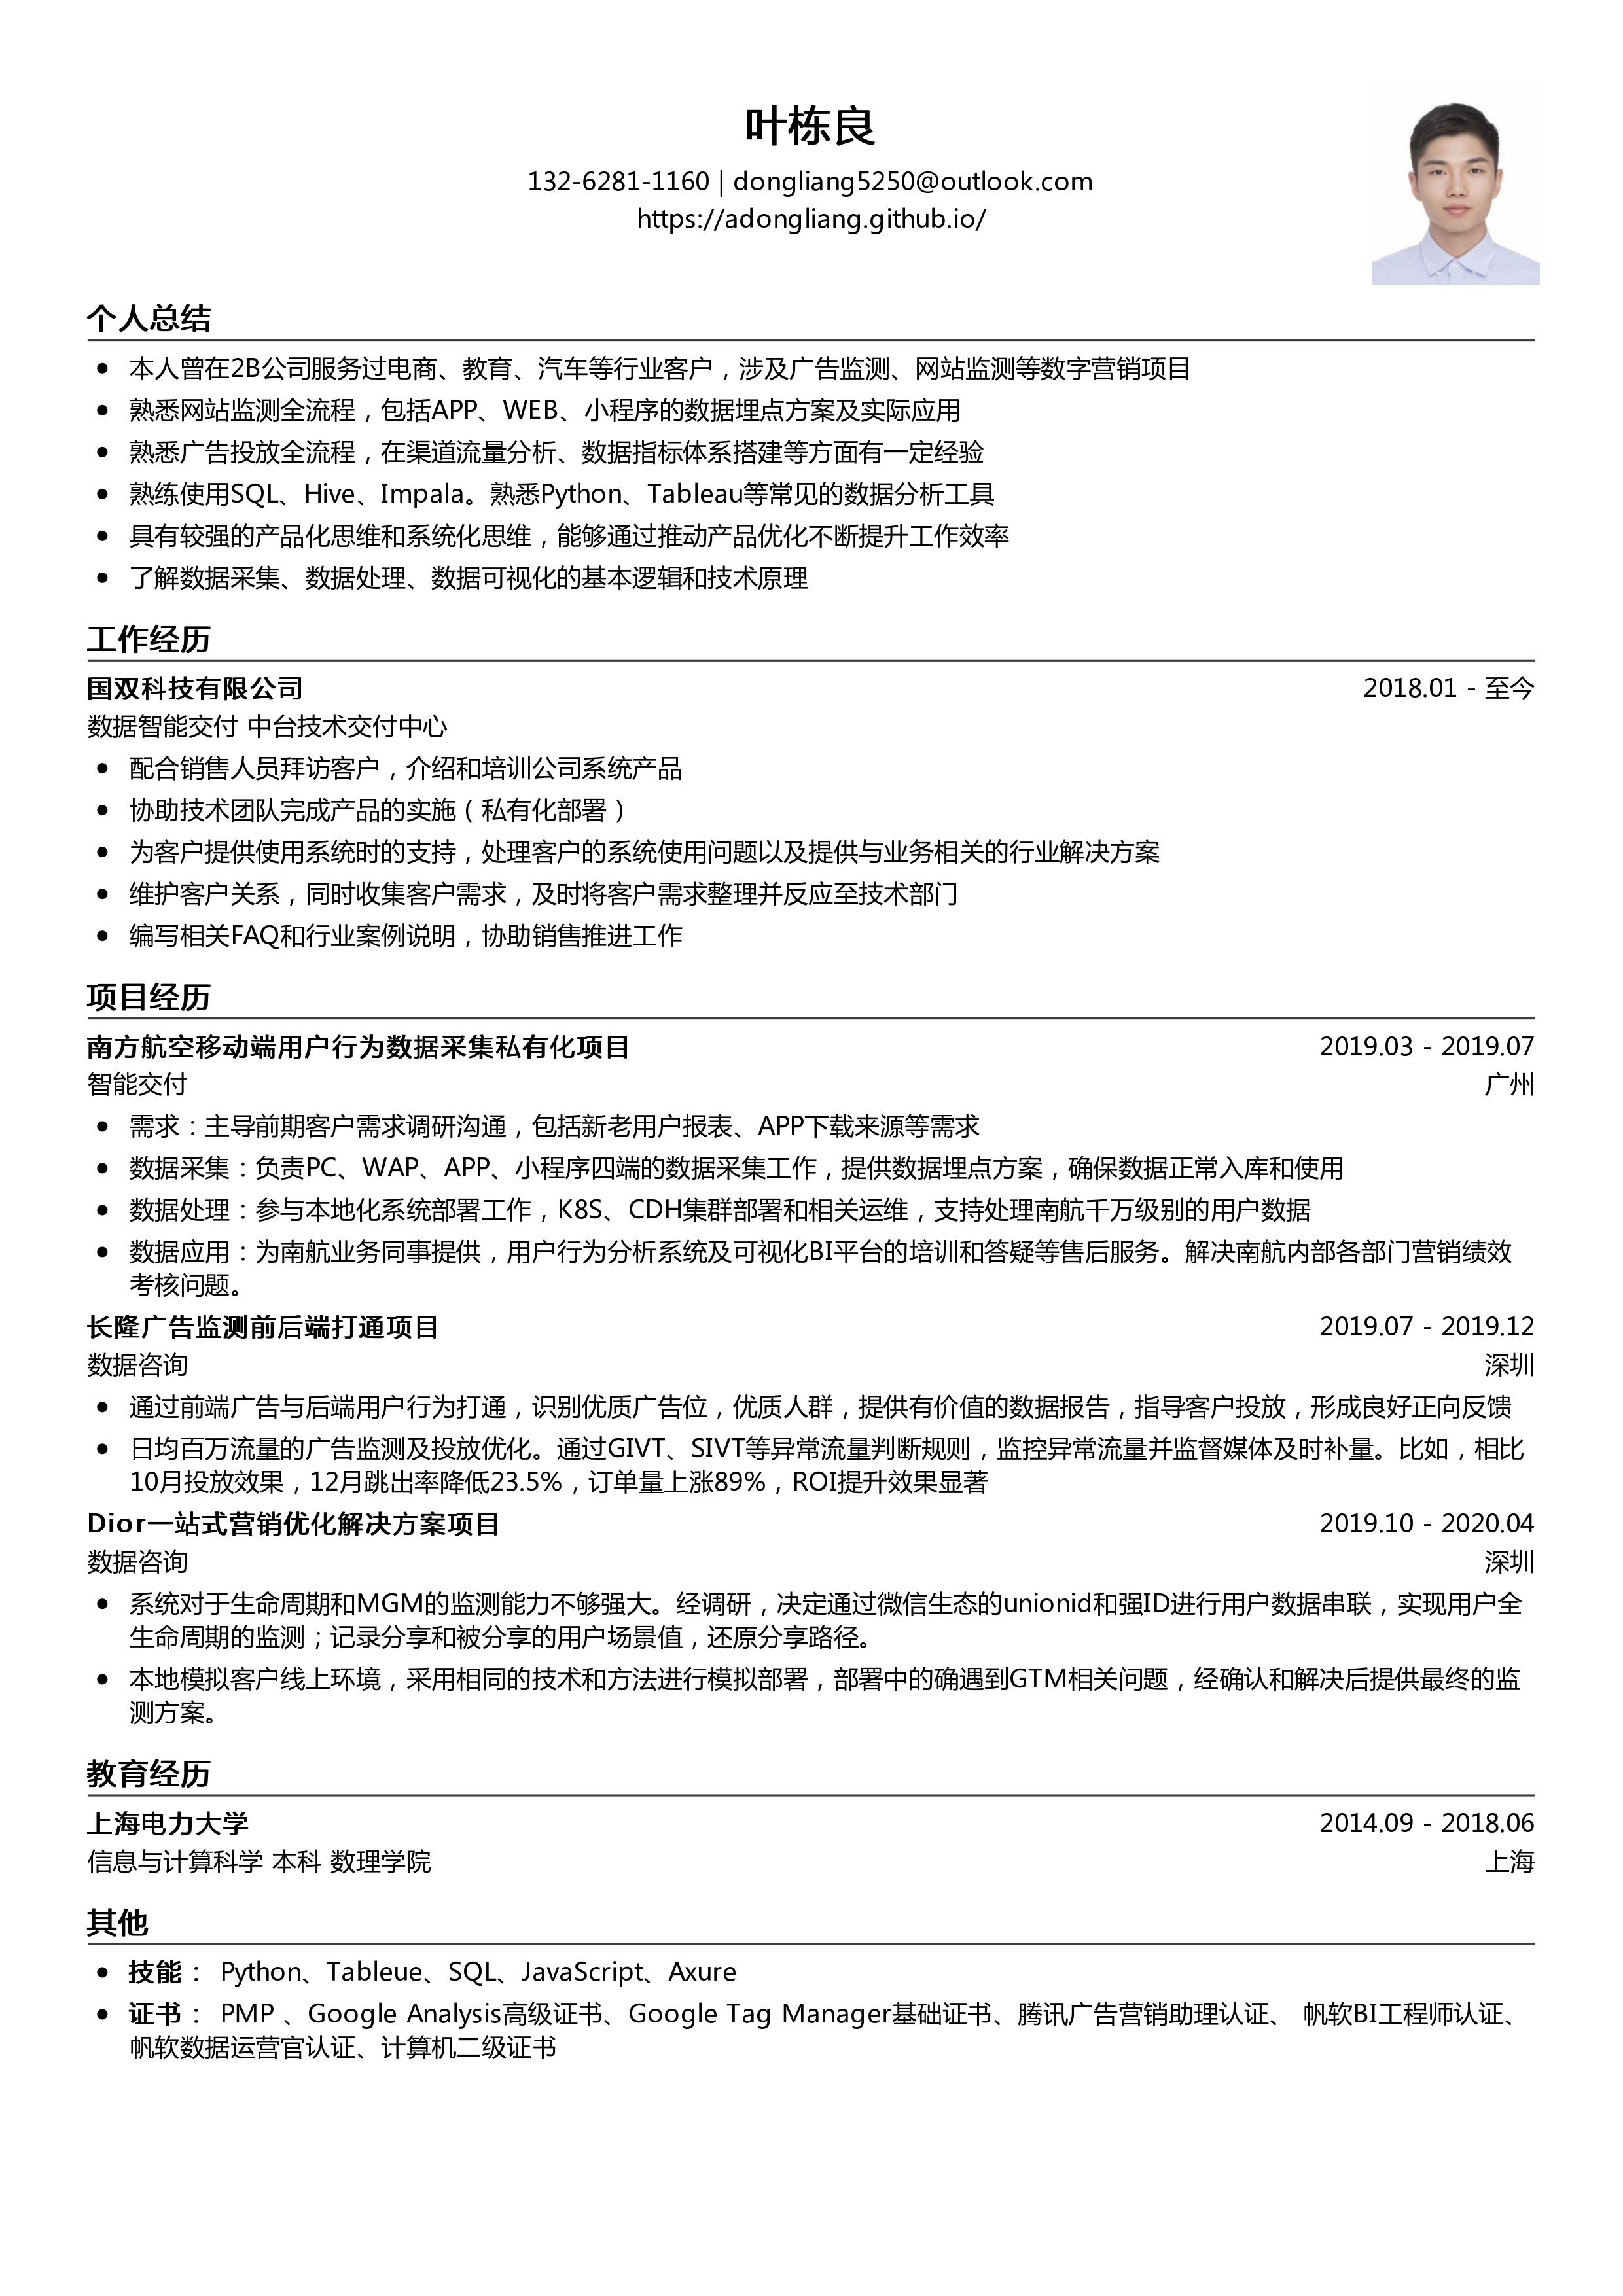 叶栋良
132-6281-1160 | dongliang5250@outlook.com
https://adongliang.github.io/
个人总结
● 本人曾在2B公司服务过电商、教育、汽车等行业客户，涉及广告监测、网站监测等数字营销项目
● 熟悉网站监测全流程，包括APP、WEB、小程序的数据埋点方案及实际应用
● 熟悉广告投放全流程，在渠道流量分析、数据指标体系搭建等方面有一定经验
● 熟练使用SQL、Hive、Impala。熟悉Python、Tableau等常见的数据分析工具
● 具有较强的产品化思维和系统化思维，能够通过推动产品优化不断提升工作效率
● 了解数据采集、数据处理、数据可视化的基本逻辑和技术原理
工作经历
国双科技有限公司 2018.01 - 至今
数据智能交付 中台技术交付中心
● 配合销售人员拜访客户，介绍和培训公司系统产品
● 协助技术团队完成产品的实施（私有化部署）
● 为客户提供使用系统时的支持，处理客户的系统使用问题以及提供与业务相关的行业解决方案
● 维护客户关系，同时收集客户需求，及时将客户需求整理并反应至技术部门
● 编写相关FAQ和行业案例说明，协助销售推进工作
项目经历
南方航空移动端用户行为数据采集私有化项目 2019.03 - 2019.07
智能交付 广州
● 需求：主导前期客户需求调研沟通，包括新老用户报表、APP下载来源等需求
● 数据采集：负责PC、WAP、APP、小程序四端的数据采集工作，提供数据埋点方案，确保数据正常入库和使用
● 数据处理：参与本地化系统部署工作，K8S、CDH集群部署和相关运维，支持处理南航千万级别的用户数据
● 数据应用：为南航业务同事提供，用户行为分析系统及可视化BI平台的培训和答疑等售后服务。解决南航内部各部门营销绩效
考核问题。
长隆广告监测前后端打通项目 2019.07 - 2019.12
数据咨询 深圳
● 通过前端广告与后端用户行为打通，识别优质广告位，优质人群，提供有价值的数据报告，指导客户投放，形成良好正向反馈
● 日均百万流量的广告监测及投放优化。通过GIVT、SIVT等异常流量判断规则，监控异常流量并监督媒体及时补量。比如，相比
10月投放效果，12月跳出率降低23.5%，订单量上涨89%，ROI提升效果显著
Dior一站式营销优化解决方案项目 2019.10 - 2020.04
数据咨询 深圳
● 系统对于生命周期和MGM的监测能力不够强大。经调研，决定通过微信生态的unionid和强ID进行用户数据串联，实现用户全
生命周期的监测；记录分享和被分享的用户场景值，还原分享路径。
● 本地模拟客户线上环境，采用相同的技术和方法进行模拟部署，部署中的确遇到GTM相关问题，经确认和解决后提供最终的监
测方案。
教育经历
上海电力大学 2014.09 - 2018.06
信息与计算科学 本科 数理学院 上海
其他
● 技能： Python、Tableue、SQL、JavaScript、Axure
● 证书： PMP 、Google Analysis高级证书、Google Tag Manager基础证书、腾讯广告营销助理认证、 帆软BI工程师认证、
帆软数据运营官认证、计算机二级证书